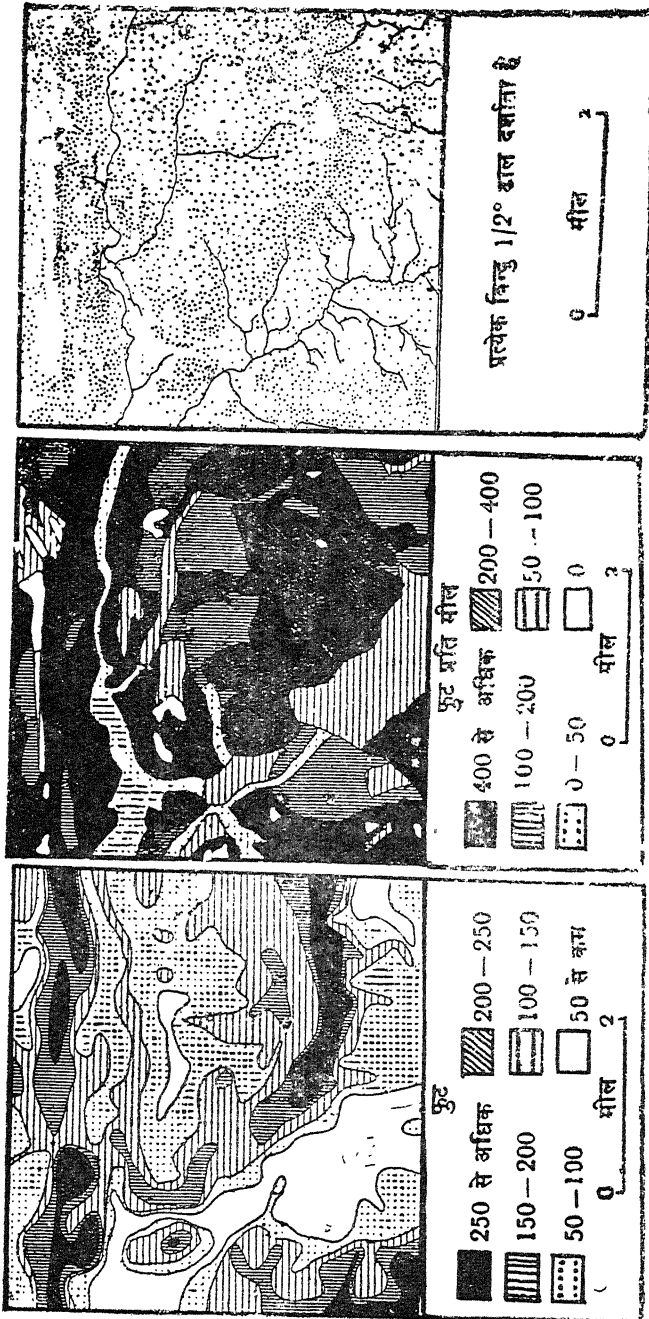 फुट
250 से अधिक 200-250
150-200 100-150
50-100 50 से कम
0 मील 2
फुट प्रति मील
400 से अधिक 200-400
100-200 50-100
0-50 0
0 मील 2
प्रत्येक बिन्दु 1/2° ढाल दर्शाता है
0 मील 2